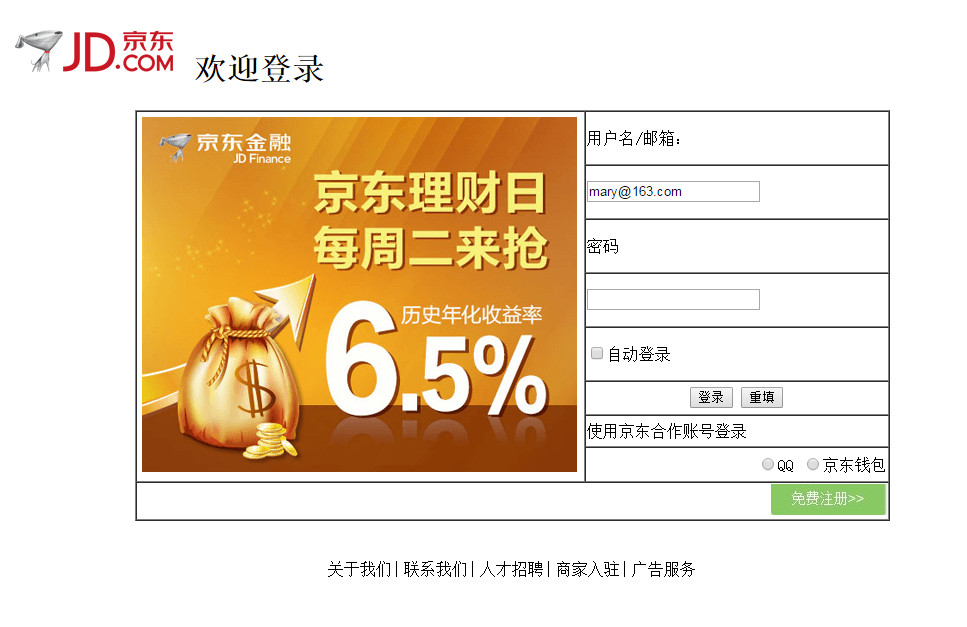 JD京东.COM
欢迎登录
京东金融
JD Finance
京东理财日
每周二来抢
历史年化收益率
6.5%
用户名/邮箱：
mary@163.com
密码
自动登录
登录 重填
使用京东合作账号登录
QQ 京东钱包
免费注册>>
关于我们| 联系我们| 人才招聘| 商家入驻| 广告服务